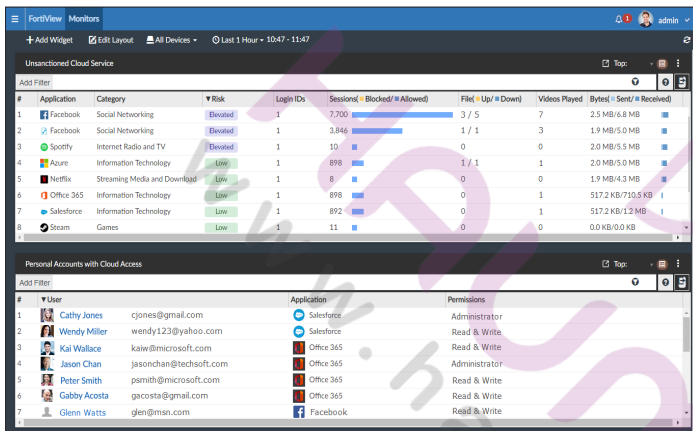 FortiView Monitors 1 admin
Add Widget Edit Layout All Devices Last 1 Hour 10:47 - 11:47
Unsanctioned Cloud Service Top:
Add Filter
# Application Category Risk Login IDs Sessions( Blocked/ Allowed) File( Up/ Down) Videos Played Bytes( Sent/ Received)
1 Facebook Social Networking Elevated 1 7,700 3 / 5 7 2.5 MB/6.8 MB
2 Facebook Social Networking Elevated 1 3,846 1 / 1 3 1.9 MB/5.0 MB
3 Spotify Internet Radio and TV Elevated 1 10 0 0 2.0 MB/5.5 MB
4 Azure Information Technology Low 1 898 1 / 1 1 2.0 MB/5.0 MB
5 Netflix Streaming Media and Download Low 1 8 0 0 1.9 MB/4.3 MB
6 Office 365 Information Technology Low 1 898 0 1 517.2 KB/710.5 KB
7 Salesforce Information Technology Low 1 892 0 1 517.2 KB/1.2 MB
8 Steam Games Low 1 11 0 0 0.0 KB/0.0 KB
Personal Accounts with Cloud Access Top:
Add Filter
# User Application Permissions
1 Cathy Jones cjones@gmail.com Salesforce Administrator
2 Wendy Miller wendy123@yahoo.com Salesforce Read & Write
3 Kai Wallace kaiw@microsoft.com Office 365 Read & Write
4 Jason Chan jasonchan@techsoft.com Office 365 Administrator
5 Peter Smith psmith@microsoft.com Office 365 Read & Write
6 Gabby Acosta gacosta@gmail.com Office 365 Read & Write
7 Glenn Watts glen@msn.com Facebook Read & Write